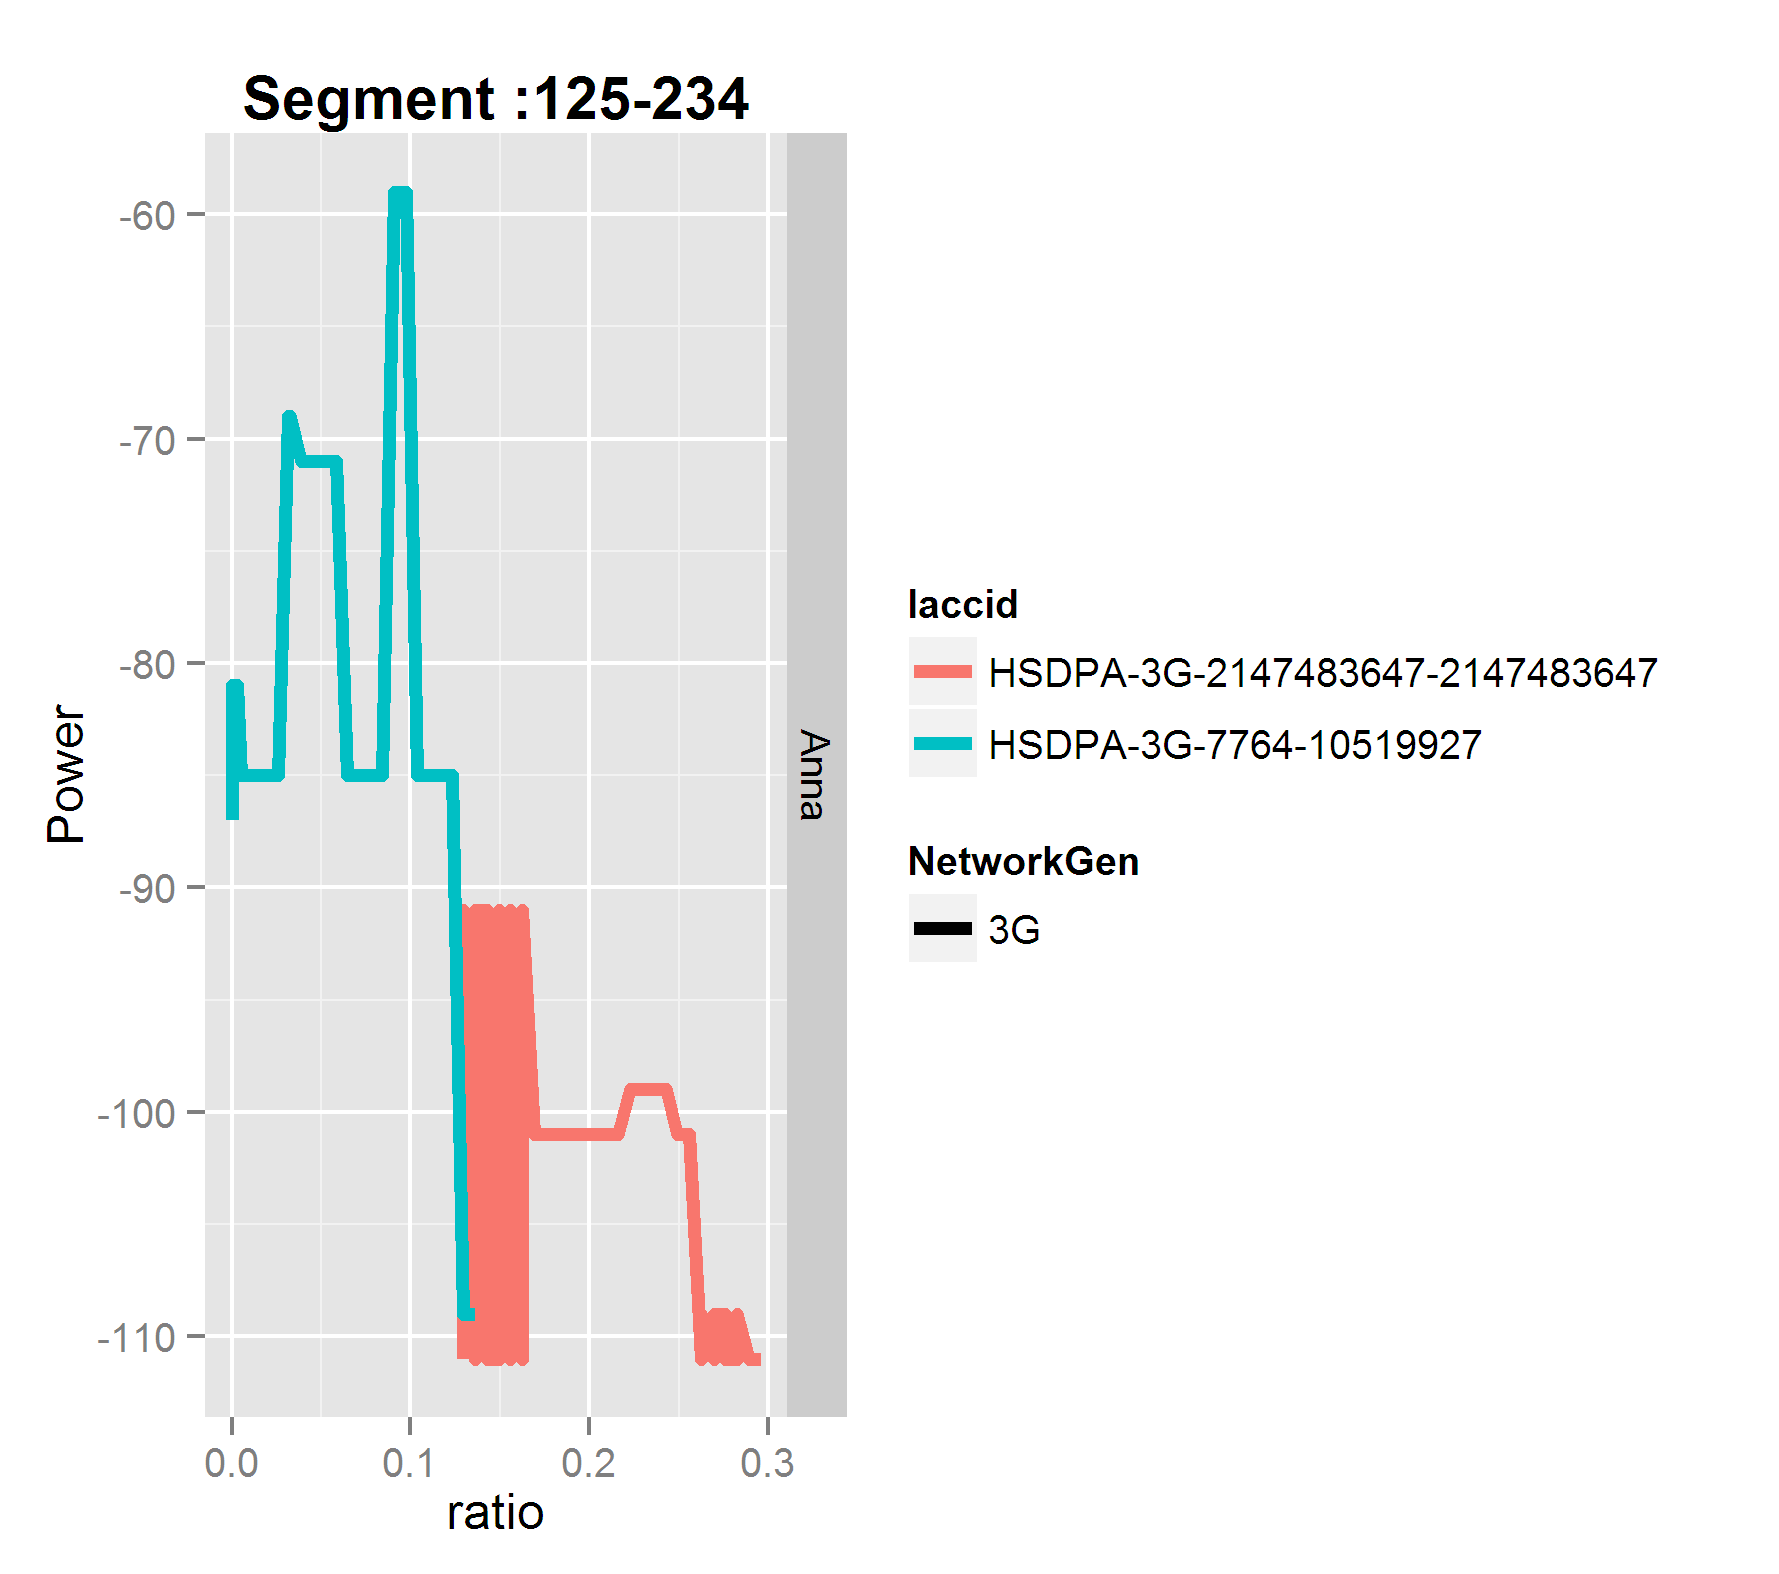 Segment :125-234
-60
-70
-80
-90
-100
-110
Power
0.0 0.1 0.2 0.3
ratio
Anna
laccid
HSDPA-3G-2147483647-2147483647
HSDPA-3G-7764-10519927
NetworkGen
3G